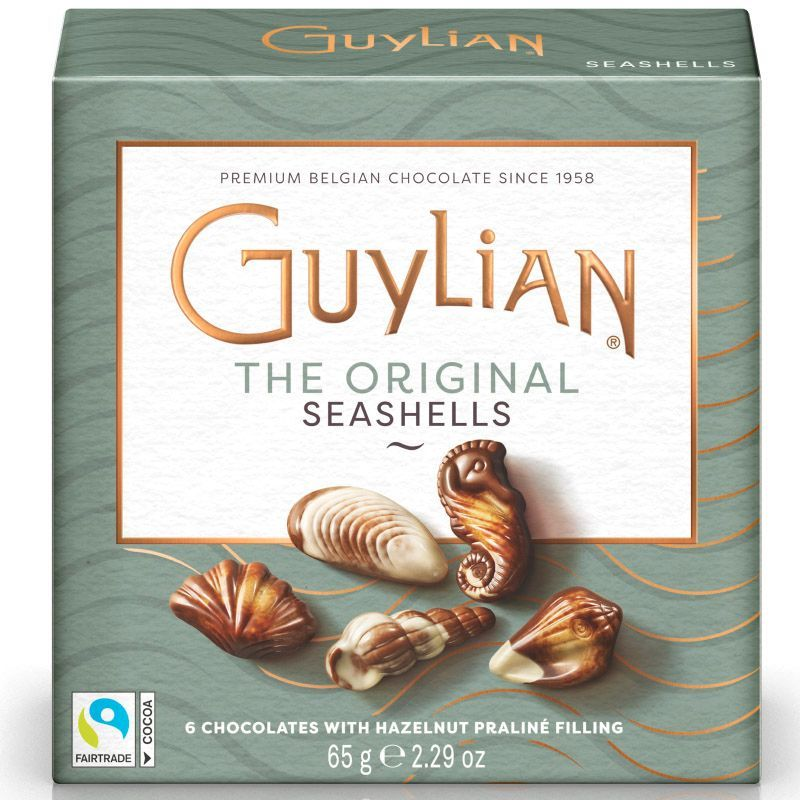 GUYLIAN
SEASHELLS
PREMIUM BELGIAN CHOCOLATE SINCE 1958
GUYLIAN®
THE ORIGINAL
SEASHELLS
6 CHOCOLATES WITH HAZELNUT PRALINÉ FILLING
65 g ℮ 2.29 oz
FAIRTRADE
COCOA